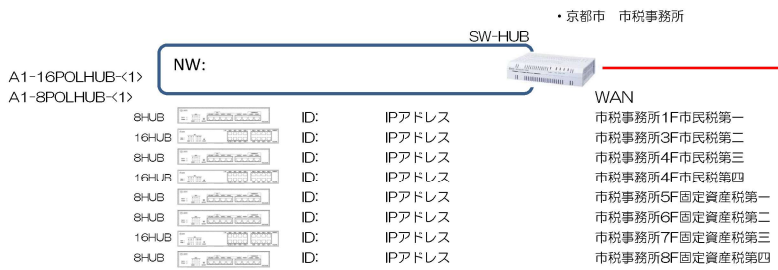 ・京都市　市税事務所
SW-HUB
NW:
A1-16POLHUB-<1>
A1-8POLHUB-<1>
WAN
8HUB ID: IPアドレス 市税事務所1F市民税第一
16HUB ID: IPアドレス 市税事務所3F市民税第二
8HUB ID: IPアドレス 市税事務所4F市民税第三
16HUB ID: IPアドレス 市税事務所4F市民税第四
8HUB ID: IPアドレス 市税事務所5F固定資産税第一
8HUB ID: IPアドレス 市税事務所6F固定資産税第二
16HUB ID: IPアドレス 市税事務所7F固定資産税第三
8HUB ID: IPアドレス 市税事務所8F固定資産税第四